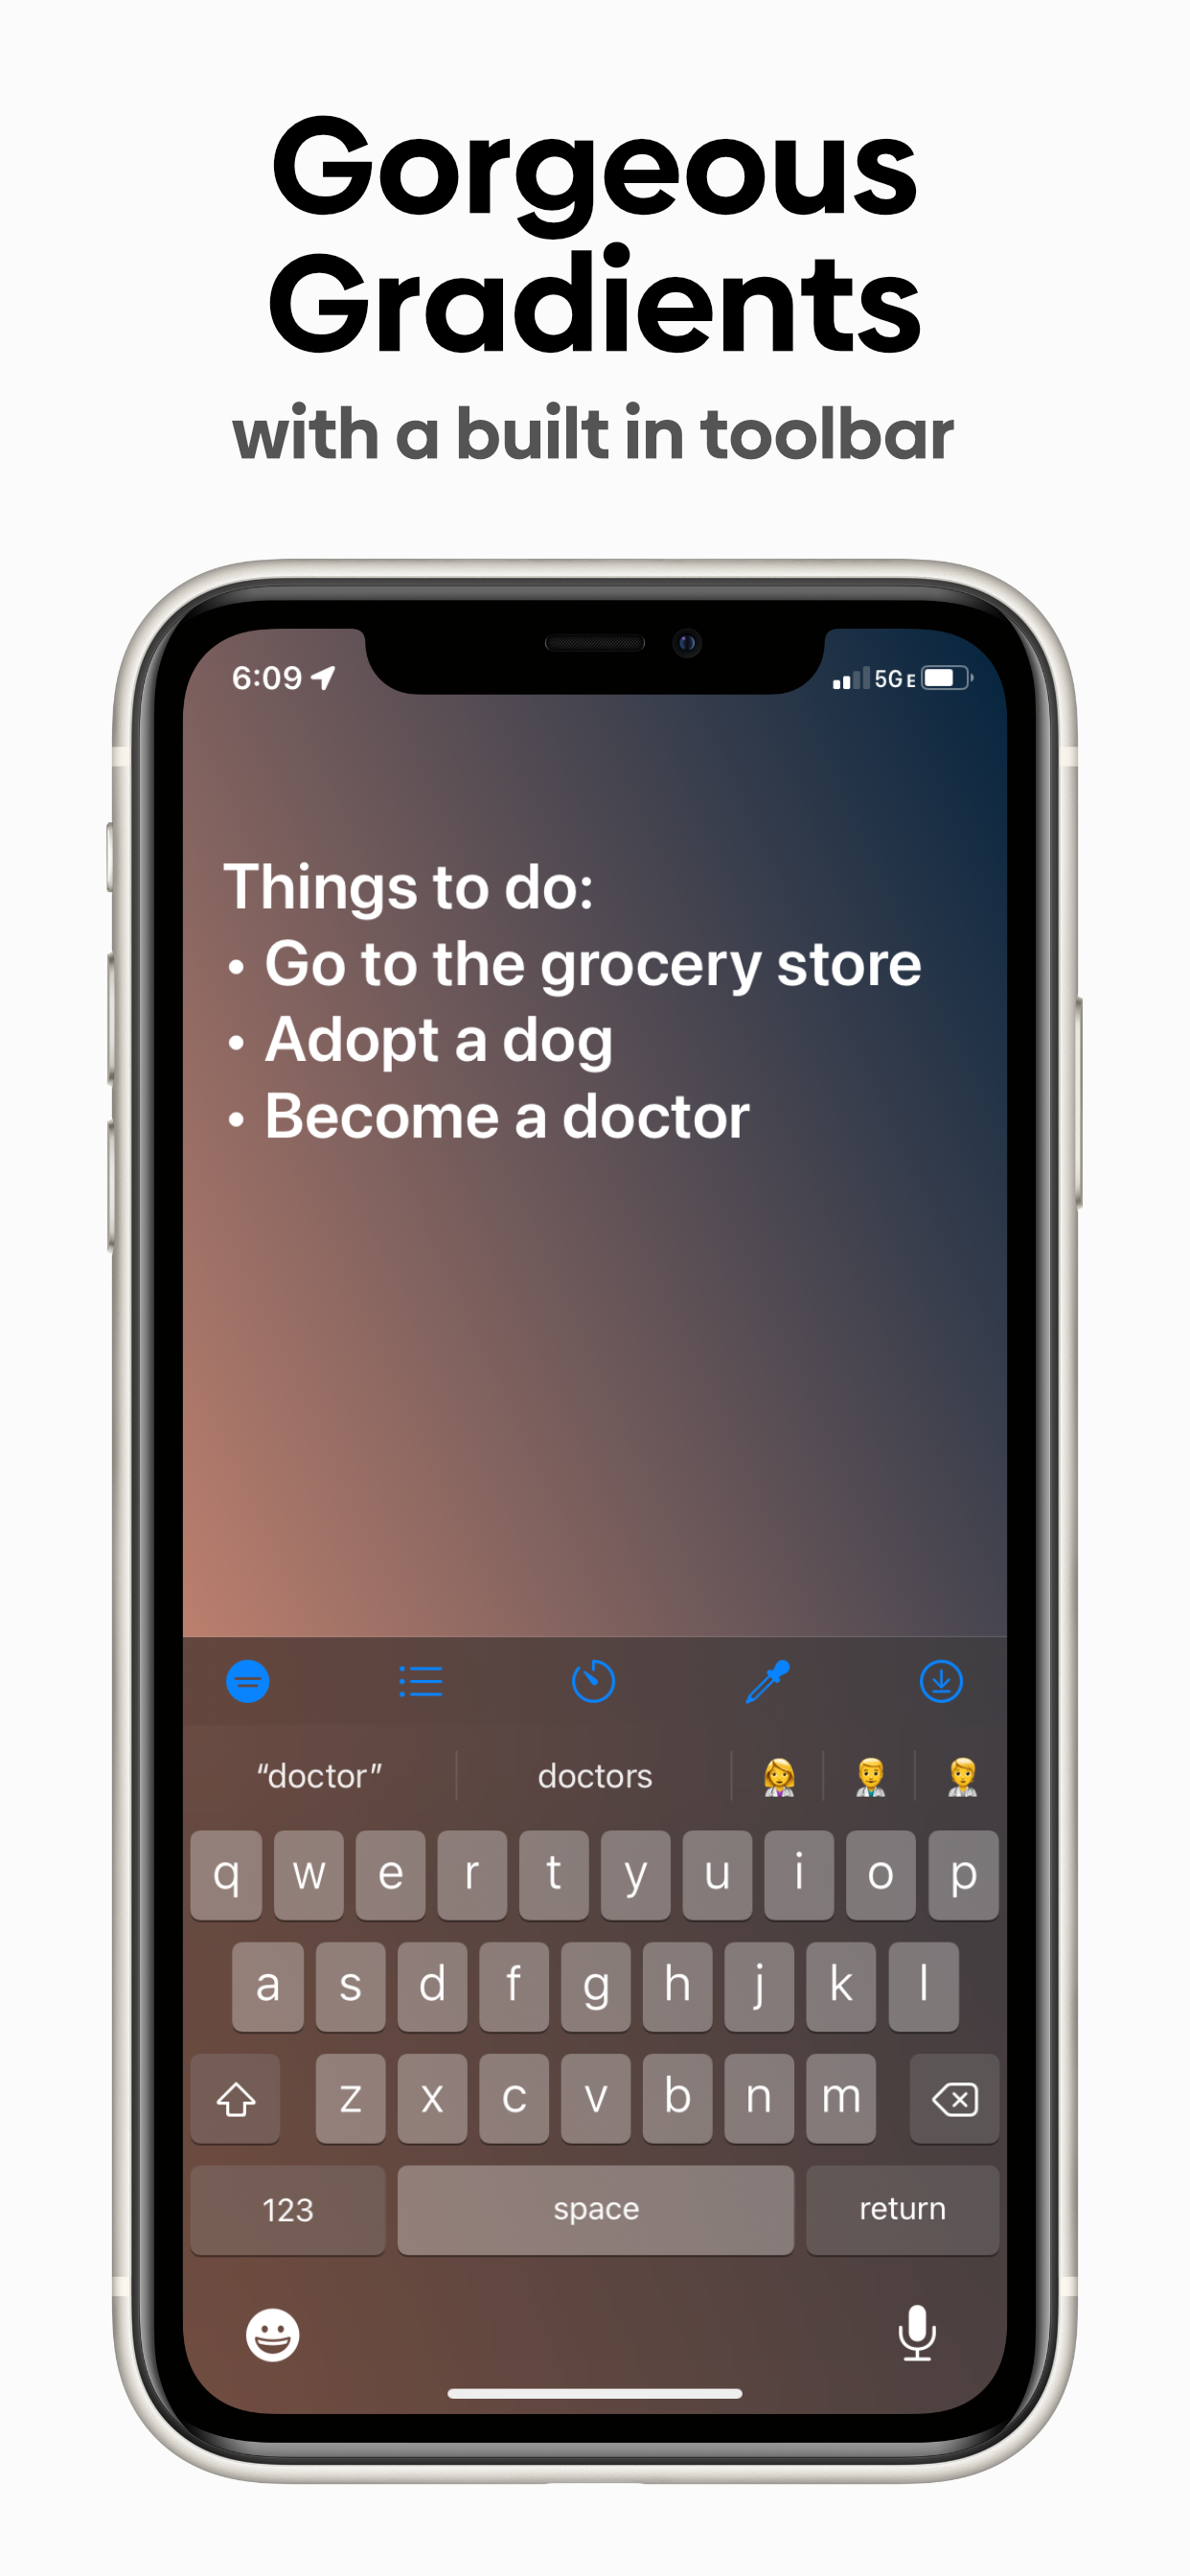 Gorgeous
Gradients
with a built in toolbar
6:09 5G E
Things to do:
• Go to the grocery store
• Adopt a dog
• Become a doctor
“doctor” doctors
q w e r t y u i o p
a s d f g h j k l
z x c v b n m
123 space return